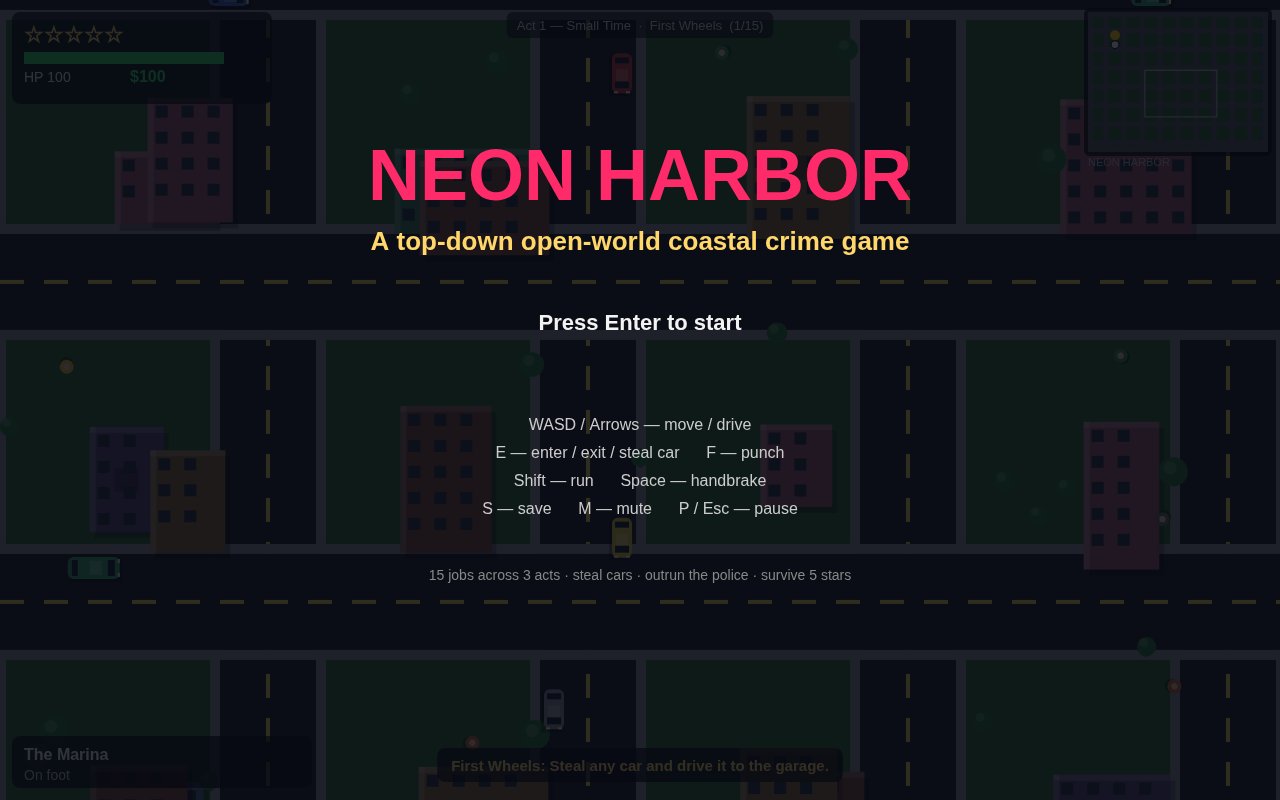 Act 1 — Small Time · First Wheels (1/15)
HP 100 $100
NEON HARBOR
NEON HARBOR
A top-down open-world coastal crime game
Press Enter to start
WASD / Arrows — move / drive
E — enter / exit / steal car F — punch
Shift — run Space — handbrake
S — save M — mute P / Esc — pause
15 jobs across 3 acts · steal cars · outrun the police · survive 5 stars
The Marina
On foot
First Wheels: Steal any car and drive it to the garage.